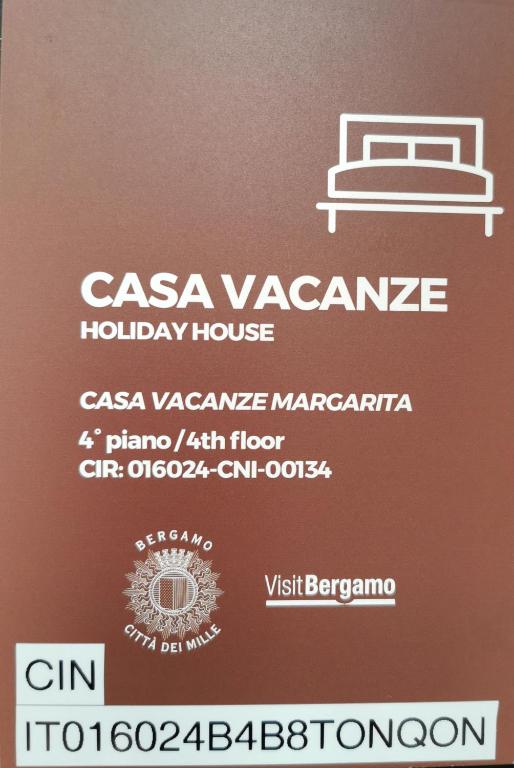 CASA VACANZE
HOLIDAY HOUSE
CASA VACANZE MARGARITA
4° piano / 4th floor
CIR: 016024-CNI-00134
BERGAMO
CITTÀ DEI MILLE
VisitBergamo
CIN
IT016024B4B8TONQON